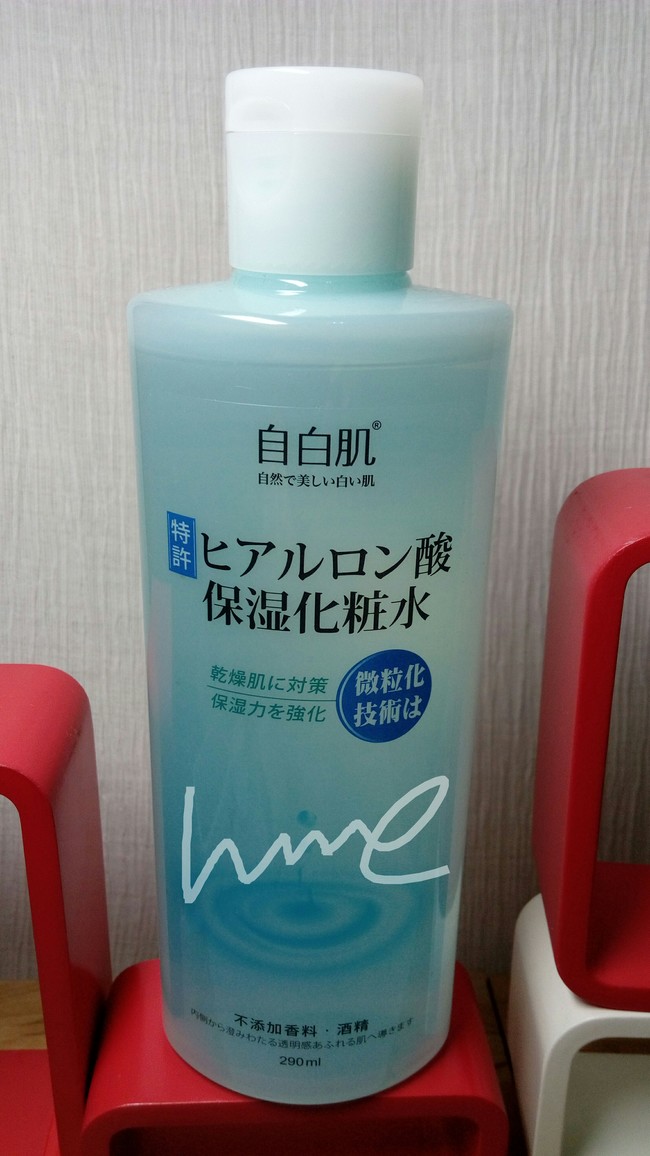 自白肌®
自然で美しい白い肌
特許
ヒアルロン酸
保湿化粧水
乾燥肌に対策
保湿力を強化
微粒化
技術は
hme
不添加香料・酒精
内側から澄みわたる透明感あふれる肌へ導きます
290ml